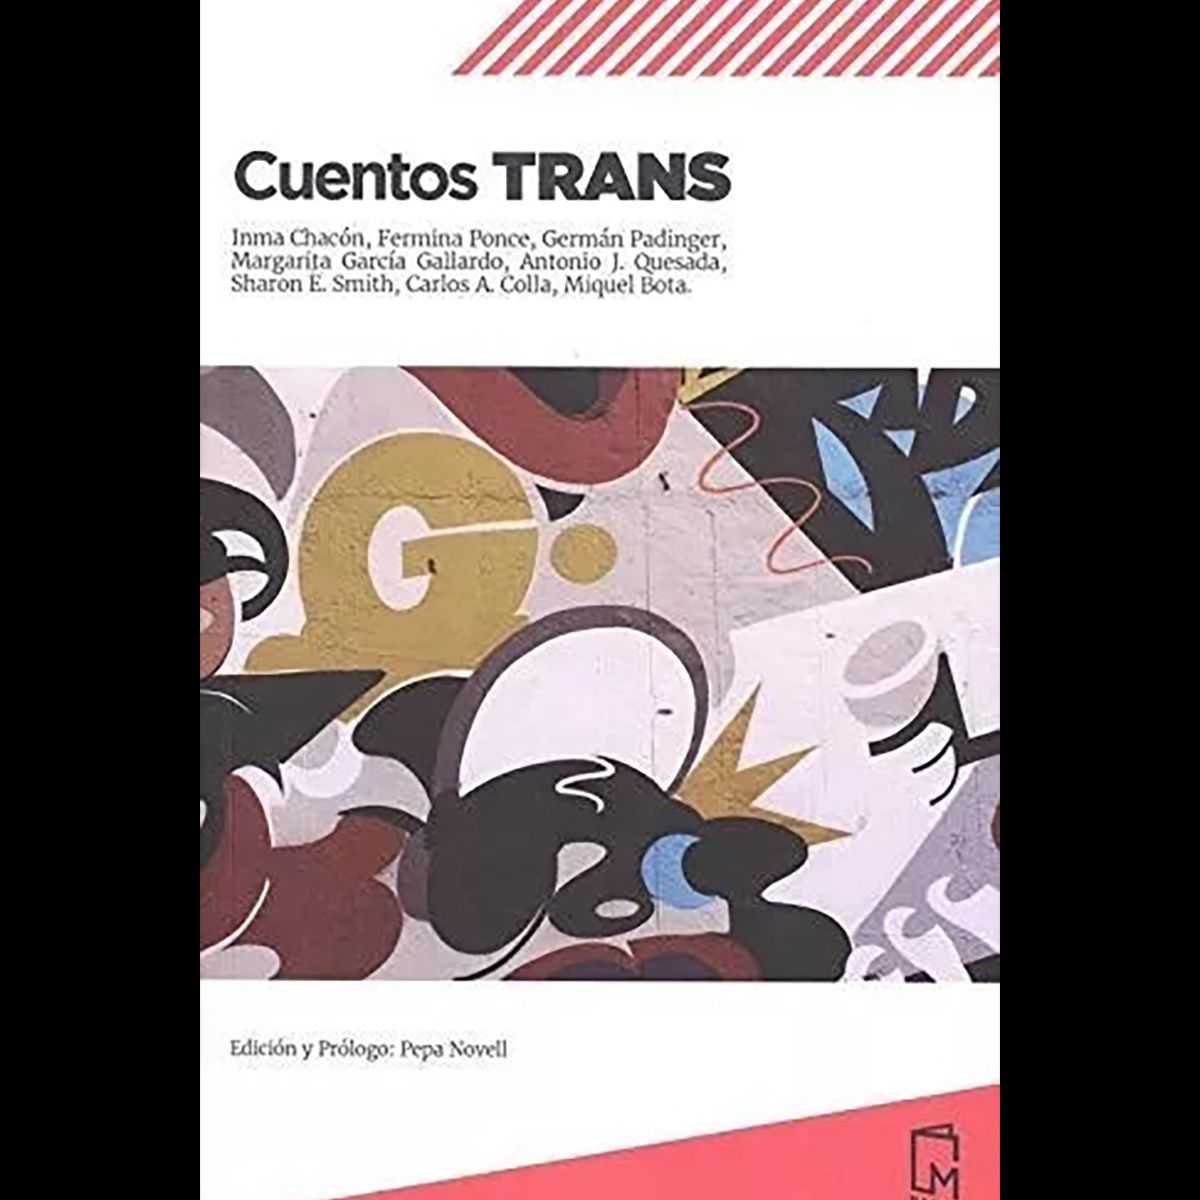 Cuentos TRANS
Inma Chacón, Fermina Ponce, Germán Padinger,
Margarita García Gallardo, Antonio J. Quesada,
Sharon E. Smith, Carlos A. Colla, Miquel Bota.
G
Edición y Prólogo: Pepa Novell
M